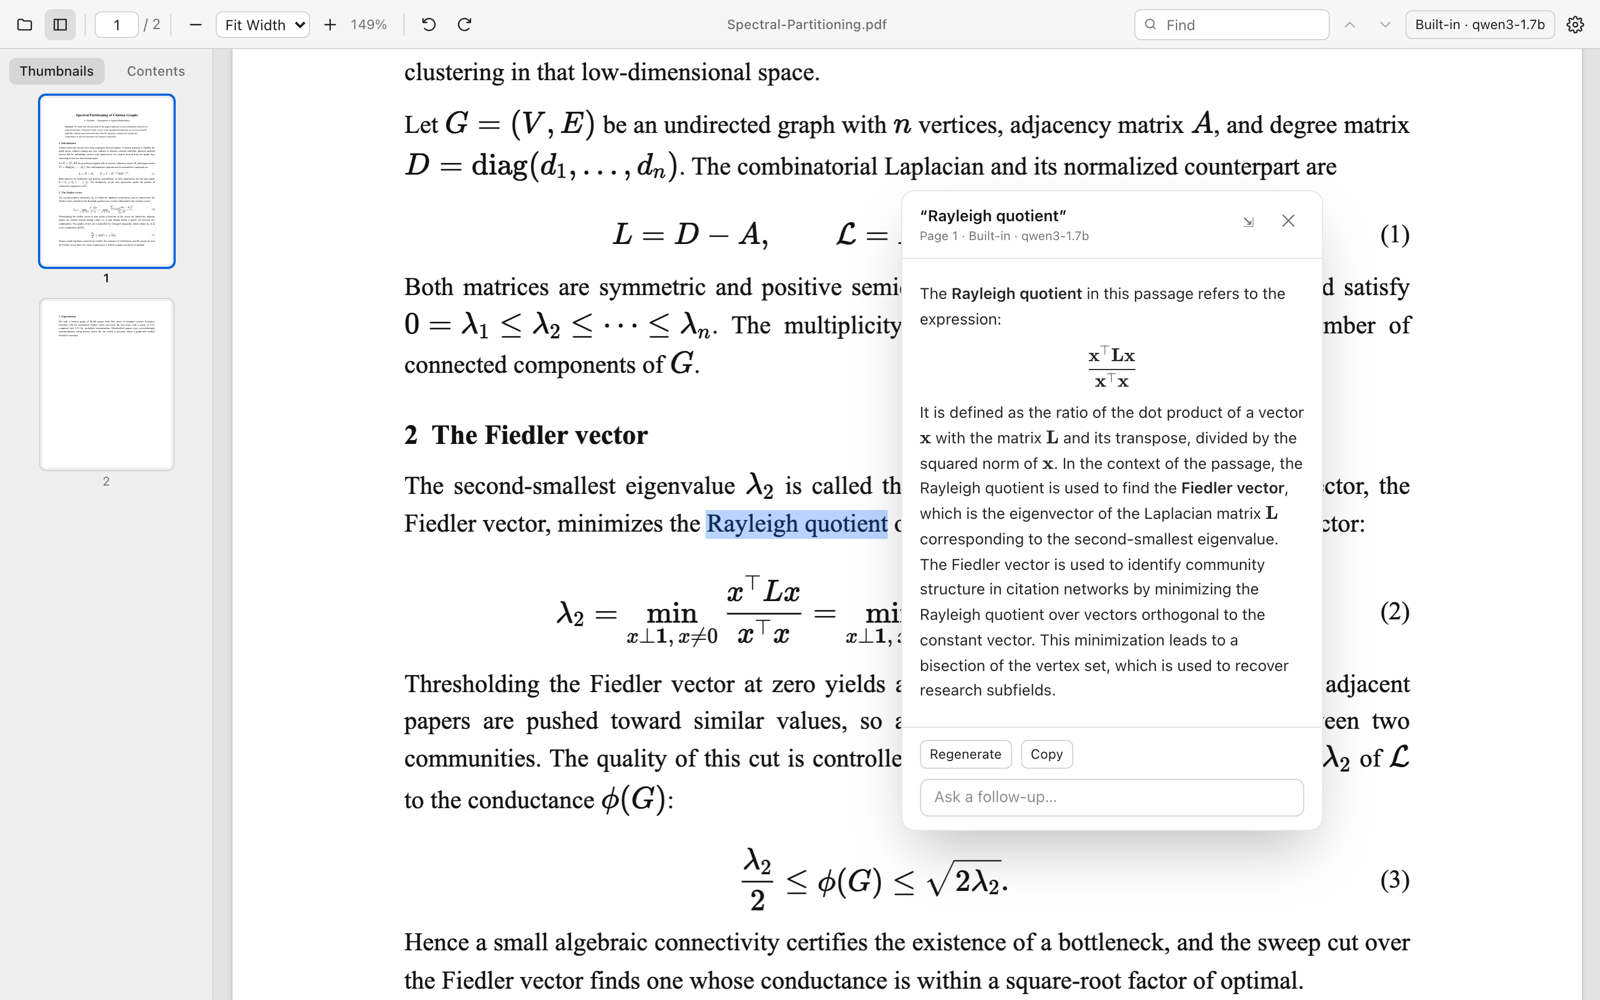 1 / 2
Fit Width
149%
Spectral-Partitioning.pdf
Find
Built-in · qwen3-1.7b
Thumbnails
Contents
Spectral Partitioning of Citation Graphs
1 Introduction
2 The Fiedler vector
1
3 Experiments
2
clustering in that low-dimensional space.
Let G = (V, E) be an undirected graph with n vertices, adjacency matrix A, and degree matrix
D = diag(d₁, . . . , dₙ). The combinatorial Laplacian and its normalized counterpart are
L = D − A, ℒ = (1)
Both matrices are symmetric and positive d satisfy
0 = λ₁ ≤ λ₂ ≤ ⋯ ≤ λₙ. The multiplicity of
connected components of G.
2 The Fiedler vector
The second-smallest eigenvalue λ₂ is called the
Fiedler vector, minimizes the Rayleigh quotient
λ₂ = min x⊥1, x≠0 x⊤Lx / x⊤x = x⊥1, (2)
Thresholding the Fiedler vector at zero yields adjacent
papers are pushed toward similar values, so two
communities. The quality of this cut is λ₂ of ℒ
to the conductance ϕ(G):
λ₂ / 2 ≤ ϕ(G) ≤ √2λ₂. (3)
Hence a small algebraic connectivity certifies the existence of a bottleneck, and the sweep cut over
the Fiedler vector finds one whose conductance is within a square-root factor of optimal.
“Rayleigh quotient”
Page 1 · Built-in · qwen3-1.7b
The Rayleigh quotient in this passage refers to the
expression:
x⊤Lx / x⊤x
It is defined as the ratio of the dot product of a vector
x with the matrix L and its transpose, divided by the
squared norm of x. In the context of the passage, the
Rayleigh quotient is used to find the Fiedler vector,
which is the eigenvector of the Laplacian matrix L
corresponding to the second-smallest eigenvalue.
The Fiedler vector is used to identify community
structure in citation networks by minimizing the
Rayleigh quotient over vectors orthogonal to the
constant vector. This minimization leads to a
bisection of the vertex set, which is used to recover
research subfields.
Regenerate
Copy
Ask a follow-up...